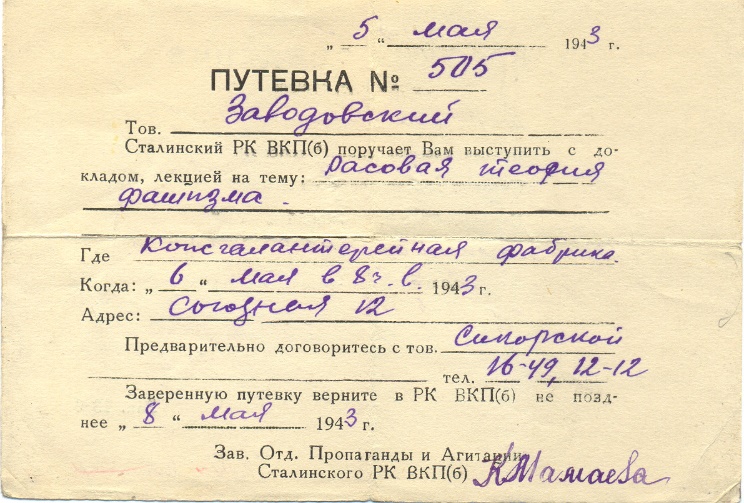 „ 5 “ мая 1943 г.
ПУТЕВКА № 505
Тов. Заводовский
Сталинский РК ВКП(б) поручает Вам выступить с до-
кладом, лекцией на тему: Расовая теория
фашизма.
Где Кожгалантерейная фабрика.
Когда: „ 6 “ мая в 8 ч. в. 1943 г.
Адрес: Союзная 12
Предварительно договоритесь с тов. Сикорской
тел. 16-49, 12-12
Заверенную путевку верните в РК ВКП(б) не позд-
нее „ 8 “ мая 1943 г.
Зав. Отд. Пропаганды и Агитации
Сталинского РК ВКП(б) КМамаева